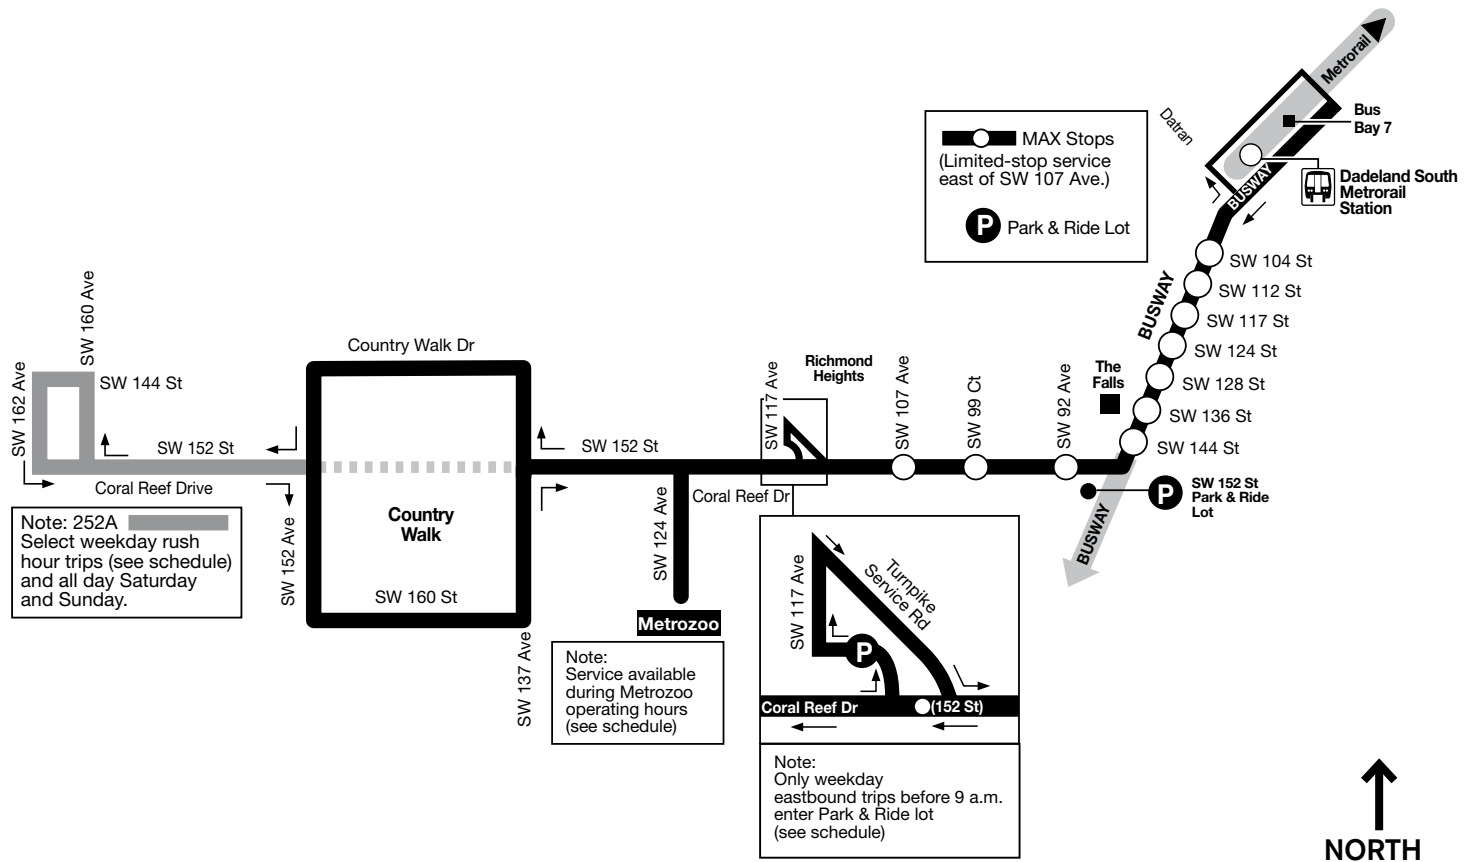 Metrorail
Bus
Bay 7
Datran
Dadeland South
Metrorail
Station
BUSWAY
MAX Stops
(Limited-stop service
east of SW 107 Ave.)
P Park & Ride Lot
SW 104 St
SW 112 St
SW 117 St
SW 124 St
SW 128 St
SW 136 St
SW 144 St
BUSWAY
The
Falls
P
SW 152 St
Park & Ride
Lot
BUSWAY
SW 162 Ave
SW 160 Ave
SW 144 St
SW 152 St
Coral Reef Drive
Note: 252A
Select weekday rush
hour trips (see schedule)
and all day Saturday
and Sunday.
SW 152 Ave
Country Walk Dr
Country
Walk
SW 160 St
SW 137 Ave
SW 152 St
SW 124 Ave
Coral Reef Dr
Metrozoo
Note:
Service available
during Metrozoo
operating hours
(see schedule)
SW 117 Ave
Richmond
Heights
SW 107 Ave
SW 99 Ct
SW 92 Ave
SW 117 Ave
Turnpike
Service Rd
P
Coral Reef Dr
(152 St)
Note:
Only weekday
eastbound trips before 9 a.m.
enter Park & Ride lot
(see schedule)
NORTH